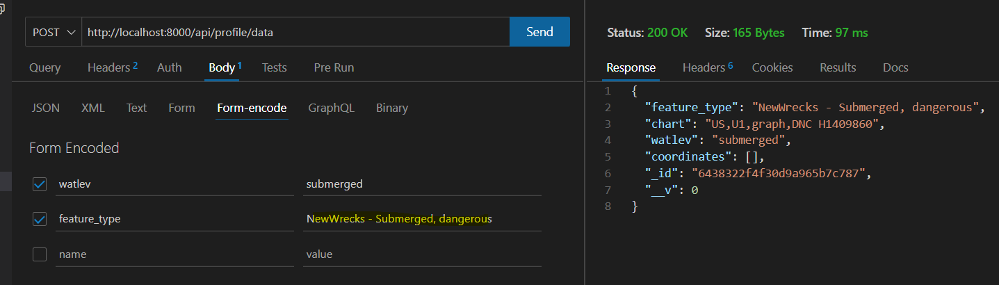 POST http://localhost:8000/api/profile/data Send
Query Headers 2 Auth Body 1 Tests Pre Run
JSON XML Text Form Form-encode GraphQL Binary
Form Encoded
watlev submerged
feature_type NewWrecks - Submerged, dangerous
name value
Status: 200 OK Size: 165 Bytes Time: 97 ms
Response Headers 6 Cookies Results Docs
1 {
2 "feature_type": "NewWrecks - Submerged, dangerous",
3 "chart": "US,U1,graph,DNC H1409860",
4 "watlev": "submerged",
5 "coordinates": [],
6 "_id": "6438322f4f30d9a965b7c787",
7 "__v": 0
8 }